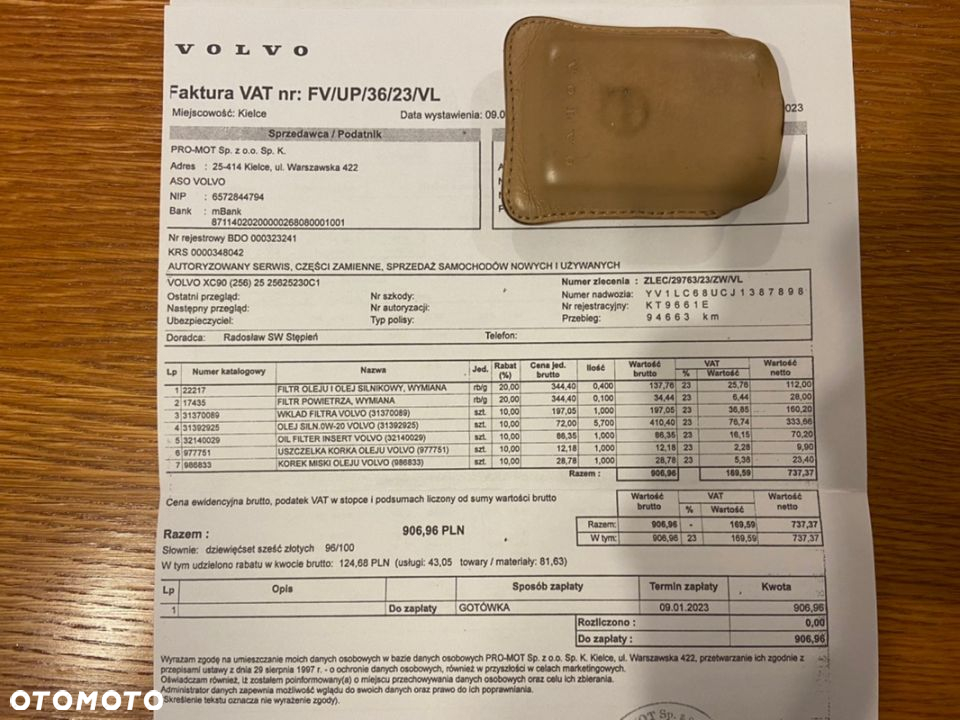 VOLVO
Faktura VAT nr: FV/UP/36/23/VL
Miejscowość: Kielce
Data wystawienia: 09.0
023
Sprzedawca / Podatnik
PRO-MOT Sp. z o.o. Sp. K.
Adres : 25-414 Kielce, ul. Warszawska 422
ASO VOLVO
NIP : 6572844794
Bank : mBank
87114020200000268080001001
VOLVO
Nr rejestrowy BDO 000323241
KRS 0000348042
AUTORYZOWANY SERWIS, CZĘŚCI ZAMIENNE, SPRZEDAŻ SAMOCHODÓW NOWYCH I UŻYWANYCH
VOLVO XC90 (256) 25 25625230C1
Numer zlecenia : ZLEC/29763/23/ZW/VL
Ostatni przegląd: Nr szkody: Numer nadwozia: YV1LC68UCJ1387898
Następny przegląd: Nr autoryzacji: Nr rejestracyjny: KT9661E
Ubezpieczyciel: Typ polisy: Przebieg: 94663 km
Doradca: Radosław SW Stępień Telefon:
Lp Numer katalogowy Nazwa Jed. Rabat (%) Cena jed. brutto Ilość Wartość brutto VAT % Wartość Wartość netto
1 22217 FILTR OLEJU I OLEJ SILNIKOWY, WYMIANA rb/g 20,00 344,40 0,400 137,76 23 25,76 112,00
2 17435 FILTR POWIETRZA, WYMIANA rb/g 20,00 344,40 0,100 34,44 23 6,44 28,00
3 31370089 WKLAD FILTRA VOLVO (31370089) szt. 10,00 197,05 1,000 197,05 23 36,85 160,20
4 31392925 OLEJ SILN.0W-20 VOLVO (31392925) szt. 10,00 72,00 5,700 410,40 23 76,74 333,66
5 32140029 OIL FILTER INSERT VOLVO (32140029) szt. 10,00 86,35 1,000 86,35 23 16,15 70,20
6 977751 USZCZELKA KORKA OLEJU VOLVO (977751) szt. 10,00 12,18 1,000 12,18 23 2,28 9,90
7 986833 KOREK MISKI OLEJU VOLVO (986833) szt. 10,00 28,78 1,000 28,78 23 5,38 23,40
Razem : 906,96 169,59 737,37
Cena ewidencyjna brutto, podatek VAT w stopce i podsumach liczony od sumy wartości brutto
Wartość brutto VAT % Wartość Wartość netto
Razem: 906,96 - 169,59 737,37
W tym: 906,96 23 169,59 737,37
Razem : 906,96 PLN
Słownie: dziewięćset sześć złotych 96/100
W tym udzielono rabatu w kwocie brutto: 124,68 PLN (usługi: 43,05 towary / materiały: 81,63)
Lp Opis Sposób zapłaty Termin zapłaty Kwota
1 Do zapłaty GOTÓWKA 09.01.2023 906,96
Rozliczono : 0,00
Do zapłaty : 906,96
Wyrażam zgodę na umieszczanie moich danych osobowych w bazie danych osobowych PRO-MOT Sp. z o.o. Sp. K. Kielce, ul. Warszawska 422, przetwarzanie ich zgodnie z
przepisami ustawy z dnia 29 sierpnia 1997 r. - o ochronie danych osobowych, również w przyszłości w celach marketingowych.
Oświadczam również, iż zostałem poinformowany(a) o miejscu przechowywania danych osobowych oraz celu ich zbierania.
Administrator danych zapewnia możliwość wglądu do swoich danych oraz prawo do ich poprawniania.
(Skreślenie tekstu oznacza nie wyrażenie zgody).
OTOMOTO